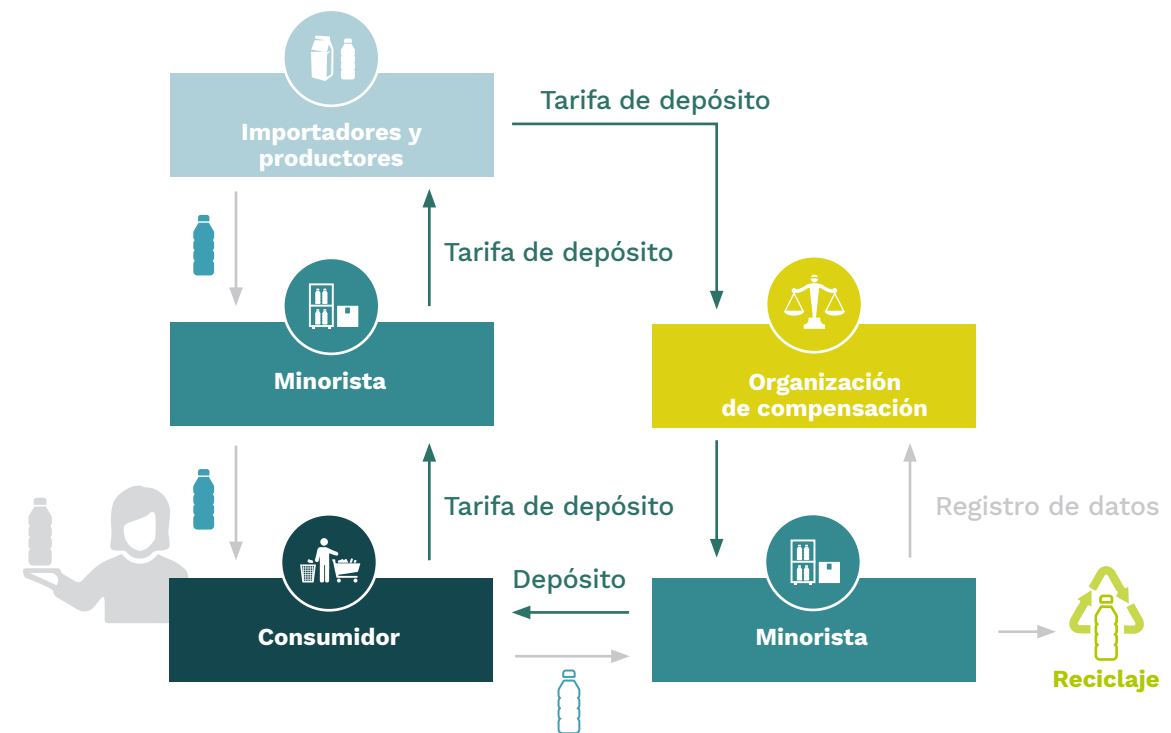 Tarifa de depósito
Importadores y
productores
Tarifa de depósito
Minorista
Organización
de compensación
Tarifa de depósito
Registro de datos
Depósito
Consumidor
Minorista
Reciclaje